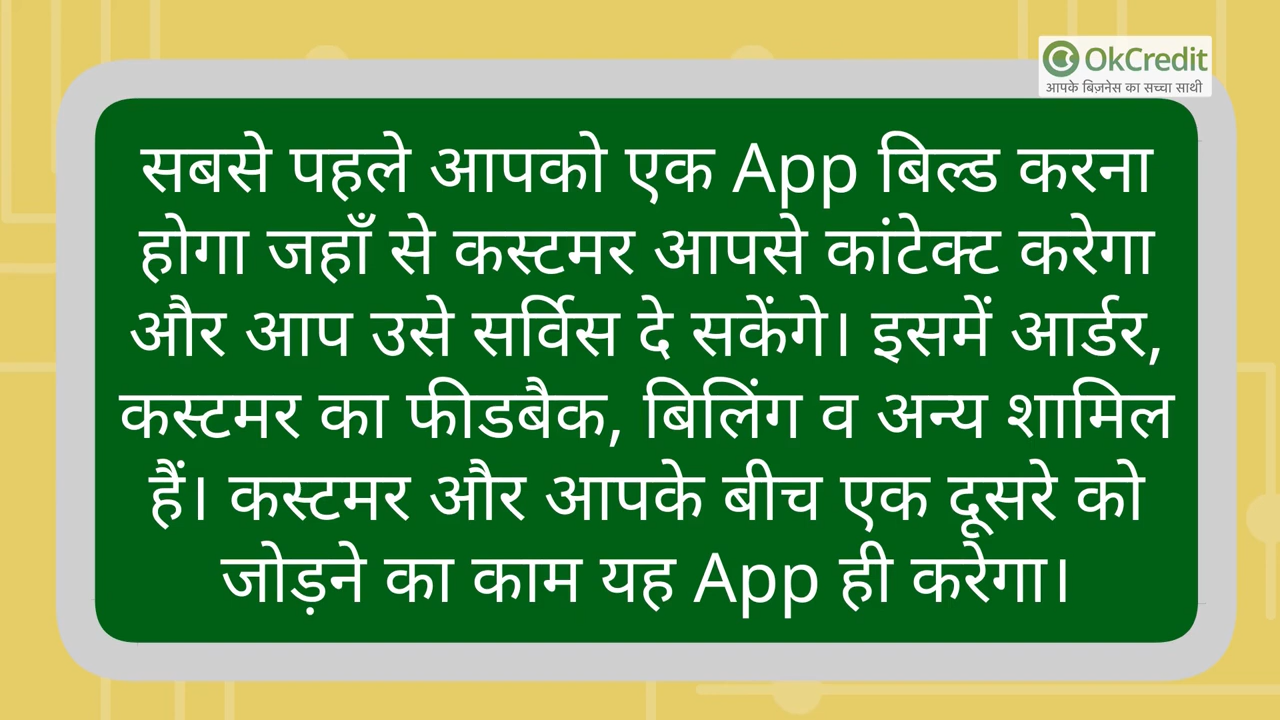 OkCredit
आपके बिज़नेस का सच्चा साथी
सबसे पहले आपको एक App बिल्ड करना
होगा जहाँ से कस्टमर आपसे कांटेक्ट करेगा
और आप उसे सर्विस दे सकेंगे। इसमें आर्डर,
कस्टमर का फीडबैक, बिलिंग व अन्य शामिल
हैं। कस्टमर और आपके बीच एक दूसरे को
जोड़ने का काम यह App ही करेगा।